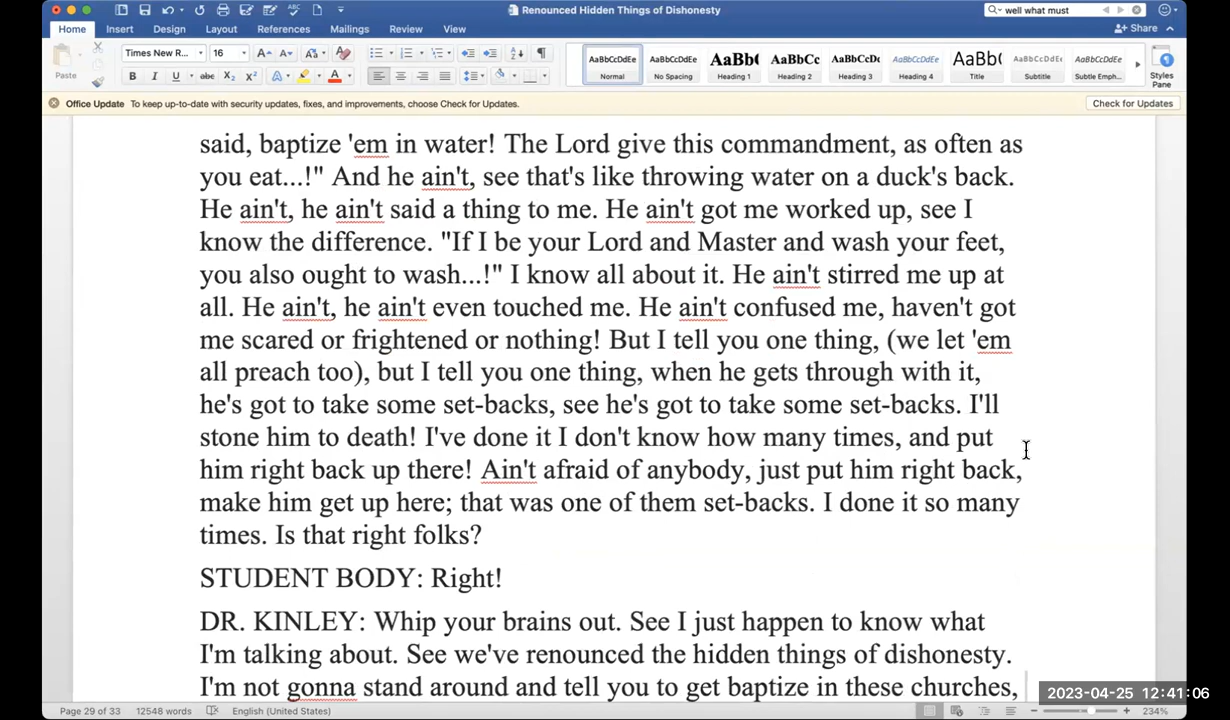 Renounced Hidden Things of Dishonesty
well what must
Home Insert Design Layout References Mailings Review View
Share
Paste
Times New R... 16
AaBbCcDdEe AaBbCcDdEe AaBb( AaBbCc AaBbCcDd AaBbCcDdEe AaBb( AaBbCcDdEe AaBbCcDdEe
Normal No Spacing Heading 1 Heading 2 Heading 3 Heading 4 Title Subtitle Subtle Emph... Styles Pane
Office Update To keep up-to-date with security updates, fixes, and improvements, choose Check for Updates. Check for Updates
said, baptize 'em in water! The Lord give this commandment, as often as
you eat...!" And he ain't, see that's like throwing water on a duck's back.
He ain't, he ain't said a thing to me. He ain't got me worked up, see I
know the difference. "If I be your Lord and Master and wash your feet,
you also ought to wash...!" I know all about it. He ain't stirred me up at
all. He ain't, he ain't even touched me. He ain't confused me, haven't got
me scared or frightened or nothing! But I tell you one thing, (we let 'em
all preach too), but I tell you one thing, when he gets through with it,
he's got to take some set-backs, see he's got to take some set-backs. I'll
stone him to death! I've done it I don't know how many times, and put
him right back up there! Ain't afraid of anybody, just put him right back,
make him get up here; that was one of them set-backs. I done it so many
times. Is that right folks?
STUDENT BODY: Right!
DR. KINLEY: Whip your brains out. See I just happen to know what
I'm talking about. See we've renounced the hidden things of dishonesty.
I'm not gonna stand around and tell you to get baptize in these churches,
2023-04-25 12:41:06
Page 29 of 33 12548 words English (United States) 234%